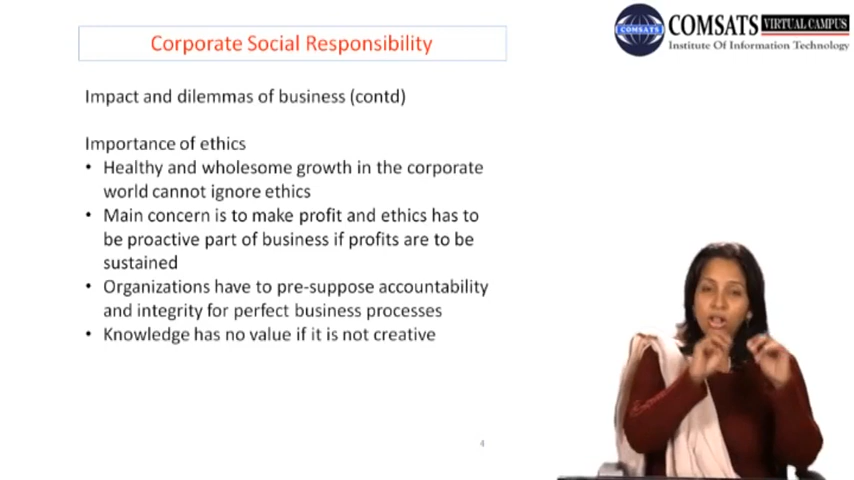 Corporate Social Responsibility
COMSATS VIRTUAL CAMPUS
Institute Of Information Technology
COMSATS
Impact and dilemmas of business (contd)
Importance of ethics
• Healthy and wholesome growth in the corporate
world cannot ignore ethics
• Main concern is to make profit and ethics has to
be proactive part of business if profits are to be
sustained
• Organizations have to pre-suppose accountability
and integrity for perfect business processes
• Knowledge has no value if it is not creative
4